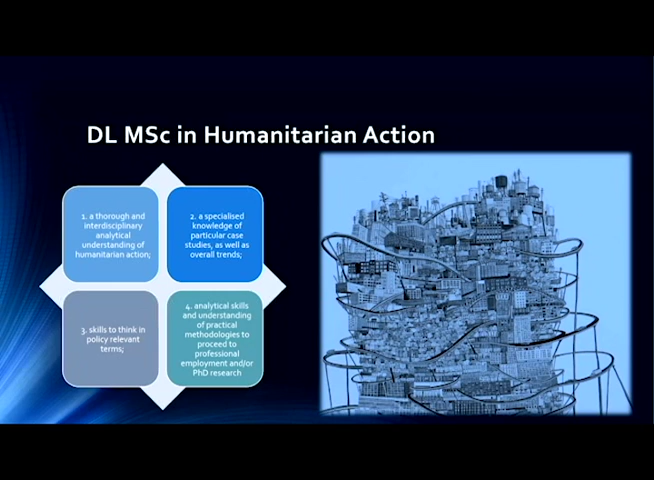 DL MSc in Humanitarian Action
1. a thorough and
interdisciplinary
analytical
understanding of
humanitarian action;
2. a specialised
knowledge of
particular case
studies, as well as
overall trends;
3. skills to think in
policy relevant
terms;
4. analytical skills
and understanding
of practical
methodologies to
proceed to
professional
employment and/or
PhD research